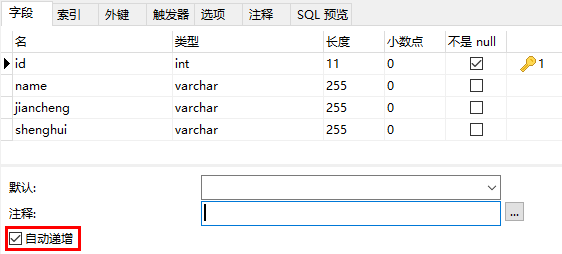 字段 索引 外键 触发器 选项 注释 SQL 预览
名 类型 长度 小数点 不是 null
id int 11 0 1
name varchar 255 0
jiancheng varchar 255 0
shenghui varchar 255 0
默认:
注释: ...
自动递增